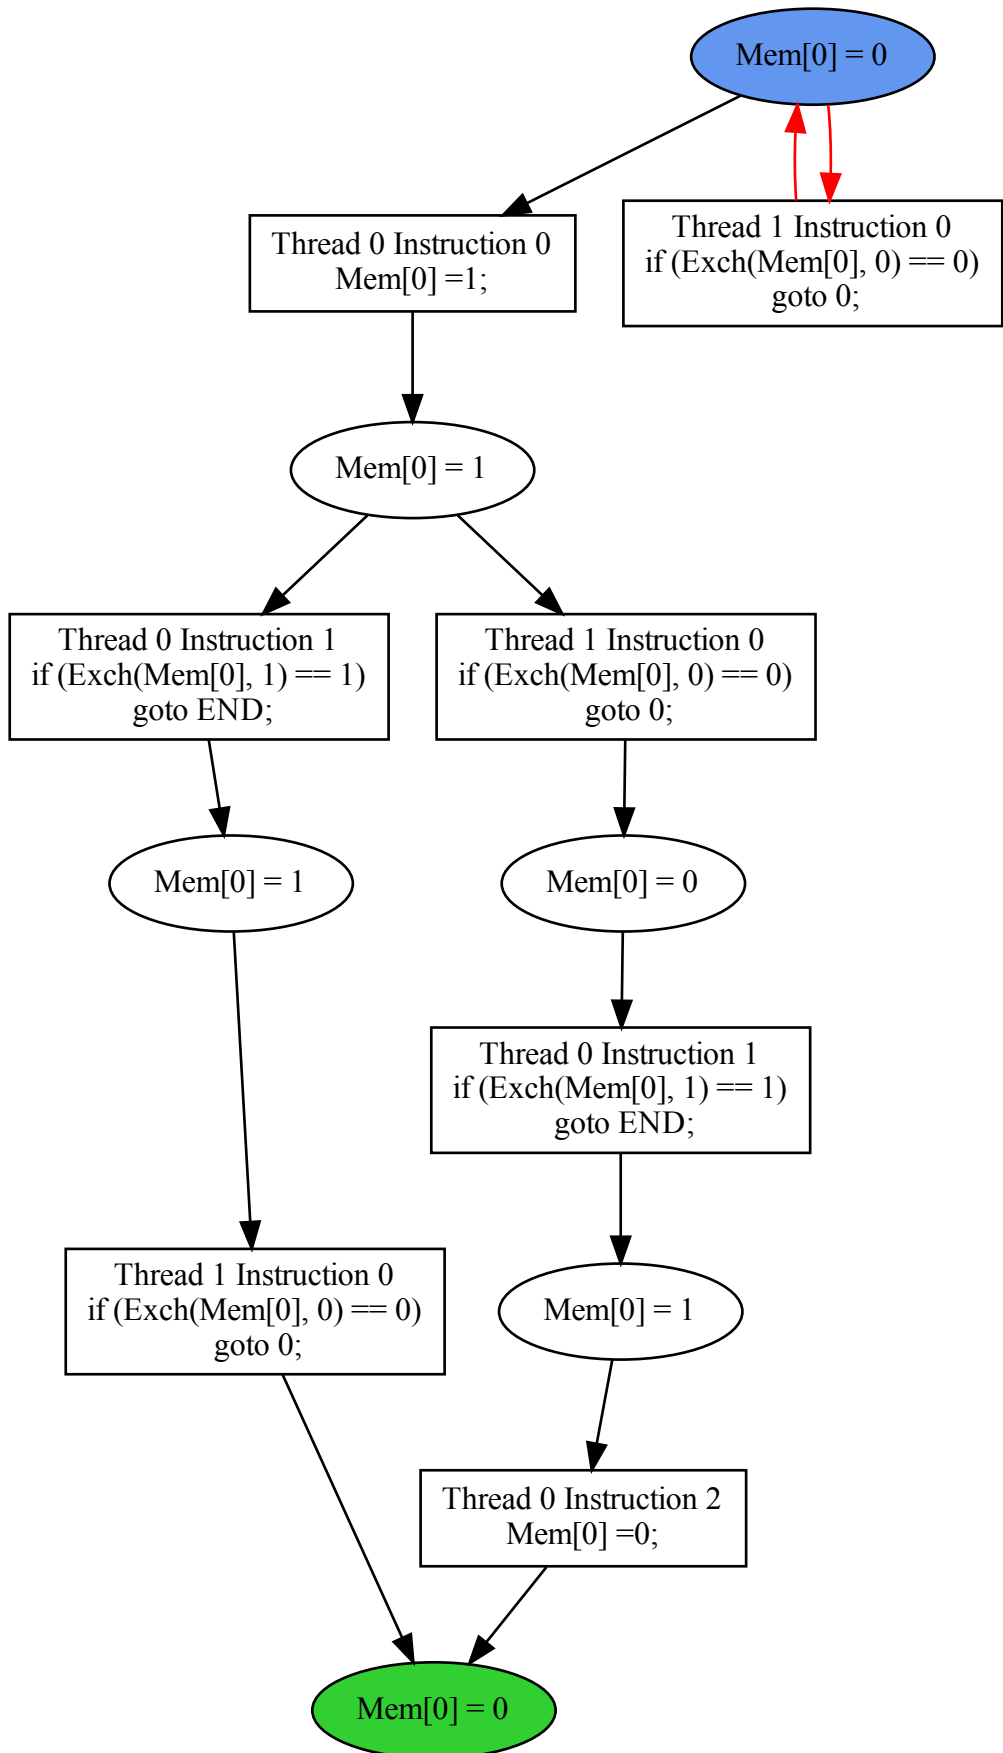 Mem[0] = 0
Thread 0 Instruction 0
Mem[0] =1;
Thread 1 Instruction 0
if (Exch(Mem[0], 0) == 0)
goto 0;
Mem[0] = 1
Thread 0 Instruction 1
if (Exch(Mem[0], 1) == 1)
goto END;
Thread 1 Instruction 0
if (Exch(Mem[0], 0) == 0)
goto 0;
Mem[0] = 1
Mem[0] = 0
Thread 0 Instruction 1
if (Exch(Mem[0], 1) == 1)
goto END;
Thread 1 Instruction 0
if (Exch(Mem[0], 0) == 0)
goto 0;
Mem[0] = 1
Thread 0 Instruction 2
Mem[0] =0;
Mem[0] = 0